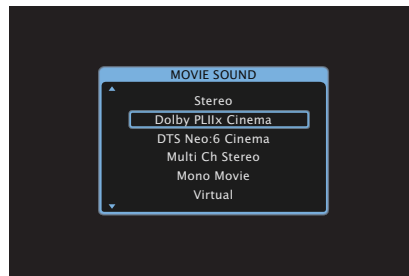 MOVIE SOUND
Stereo
Dolby PLIIx Cinema
DTS Neo:6 Cinema
Multi Ch Stereo
Mono Movie
Virtual